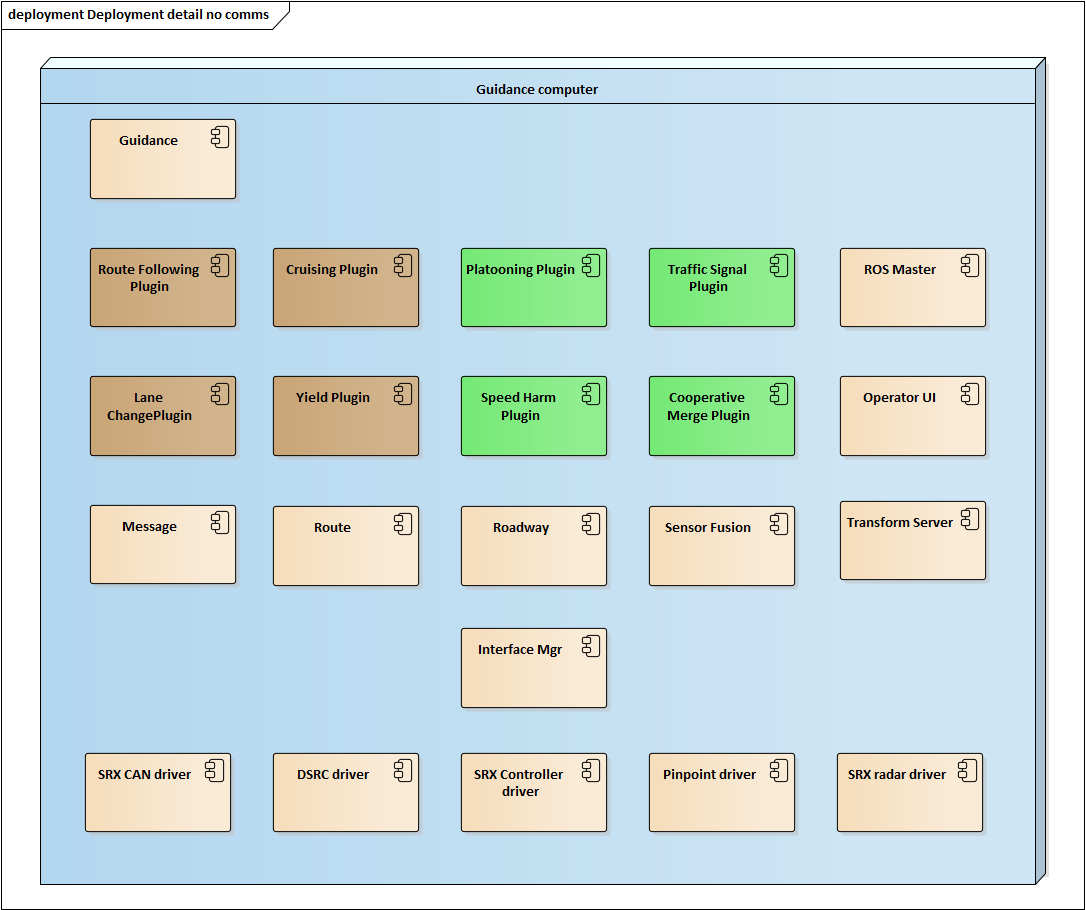 deployment Deployment detail no comms
Guidance computer
Guidance
Route Following
Plugin
Cruising Plugin
Platooning Plugin
Traffic Signal
Plugin
ROS Master
Lane
ChangePlugin
Yield Plugin
Speed Harm
Plugin
Cooperative
Merge Plugin
Operator UI
Message
Route
Roadway
Sensor Fusion
Transform Server
Interface Mgr
SRX CAN driver
DSRC driver
SRX Controller
driver
Pinpoint driver
SRX radar driver